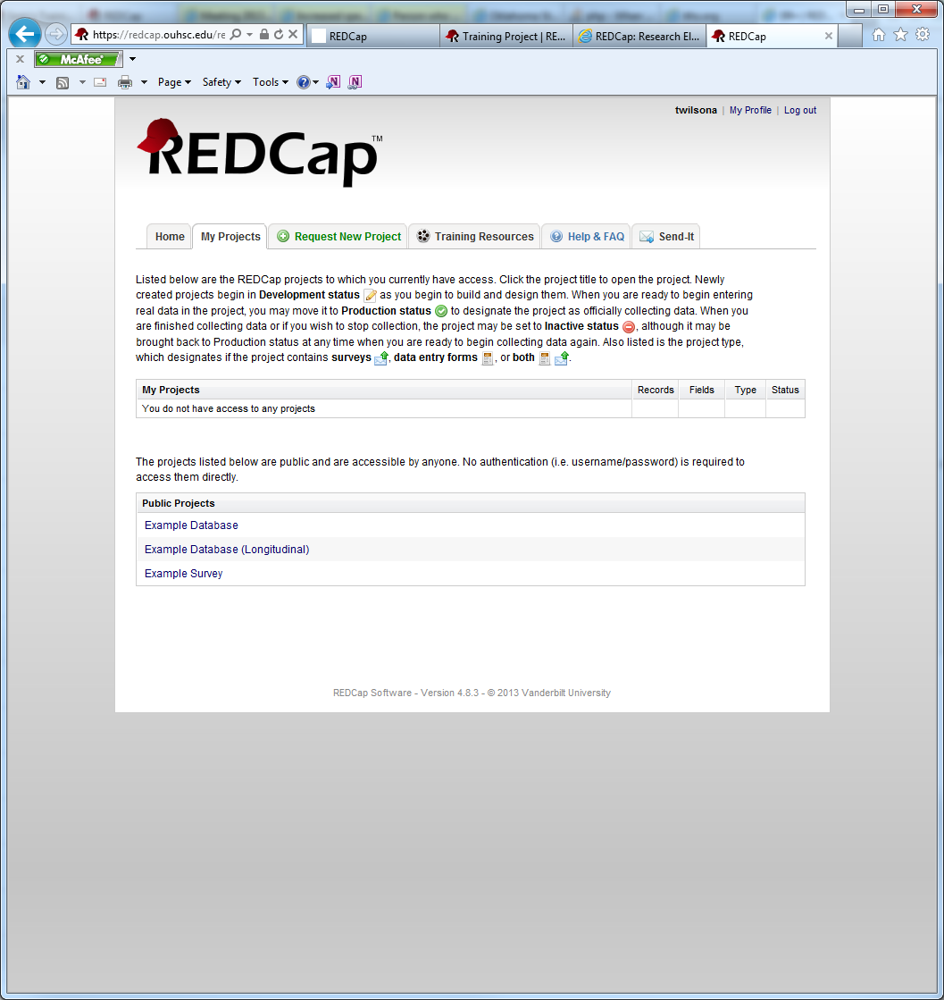 https://redcap.ouhsc.edu/re
REDCap
Training Project | RE...
REDCap: Research El...
REDCap
McAfee
Page
Safety
Tools
twilsona | My Profile | Log out
REDCap™
Home
My Projects
Request New Project
Training Resources
Help & FAQ
Send-It
Listed below are the REDCap projects to which you currently have access. Click the project title to open the project. Newly
created projects begin in Development status as you begin to build and design them. When you are ready to begin entering
real data in the project, you may move it to Production status to designate the project as officially collecting data. When you
are finished collecting data or if you wish to stop collection, the project may be set to Inactive status , although it may be
brought back to Production status at any time when you are ready to begin collecting data again. Also listed is the project type,
which designates if the project contains surveys , data entry forms , or both .
My Projects Records Fields Type Status
You do not have access to any projects
The projects listed below are public and are accessible by anyone. No authentication (i.e. username/password) is required to
access them directly.
Public Projects
Example Database
Example Database (Longitudinal)
Example Survey
REDCap Software - Version 4.8.3 - © 2013 Vanderbilt University